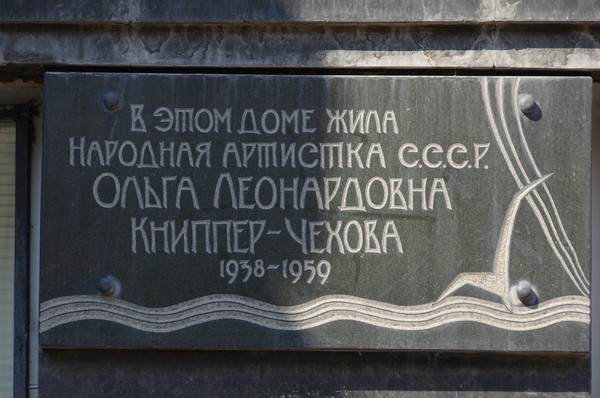 В ЭТОМ ДОМЕ ЖИЛА
НАРОДНАЯ АРТИСТКА С.С.С.Р.
ОЛЬГА ЛЕОНАРДОВНА
КНИППЕР-ЧЕХОВА
1938-1959